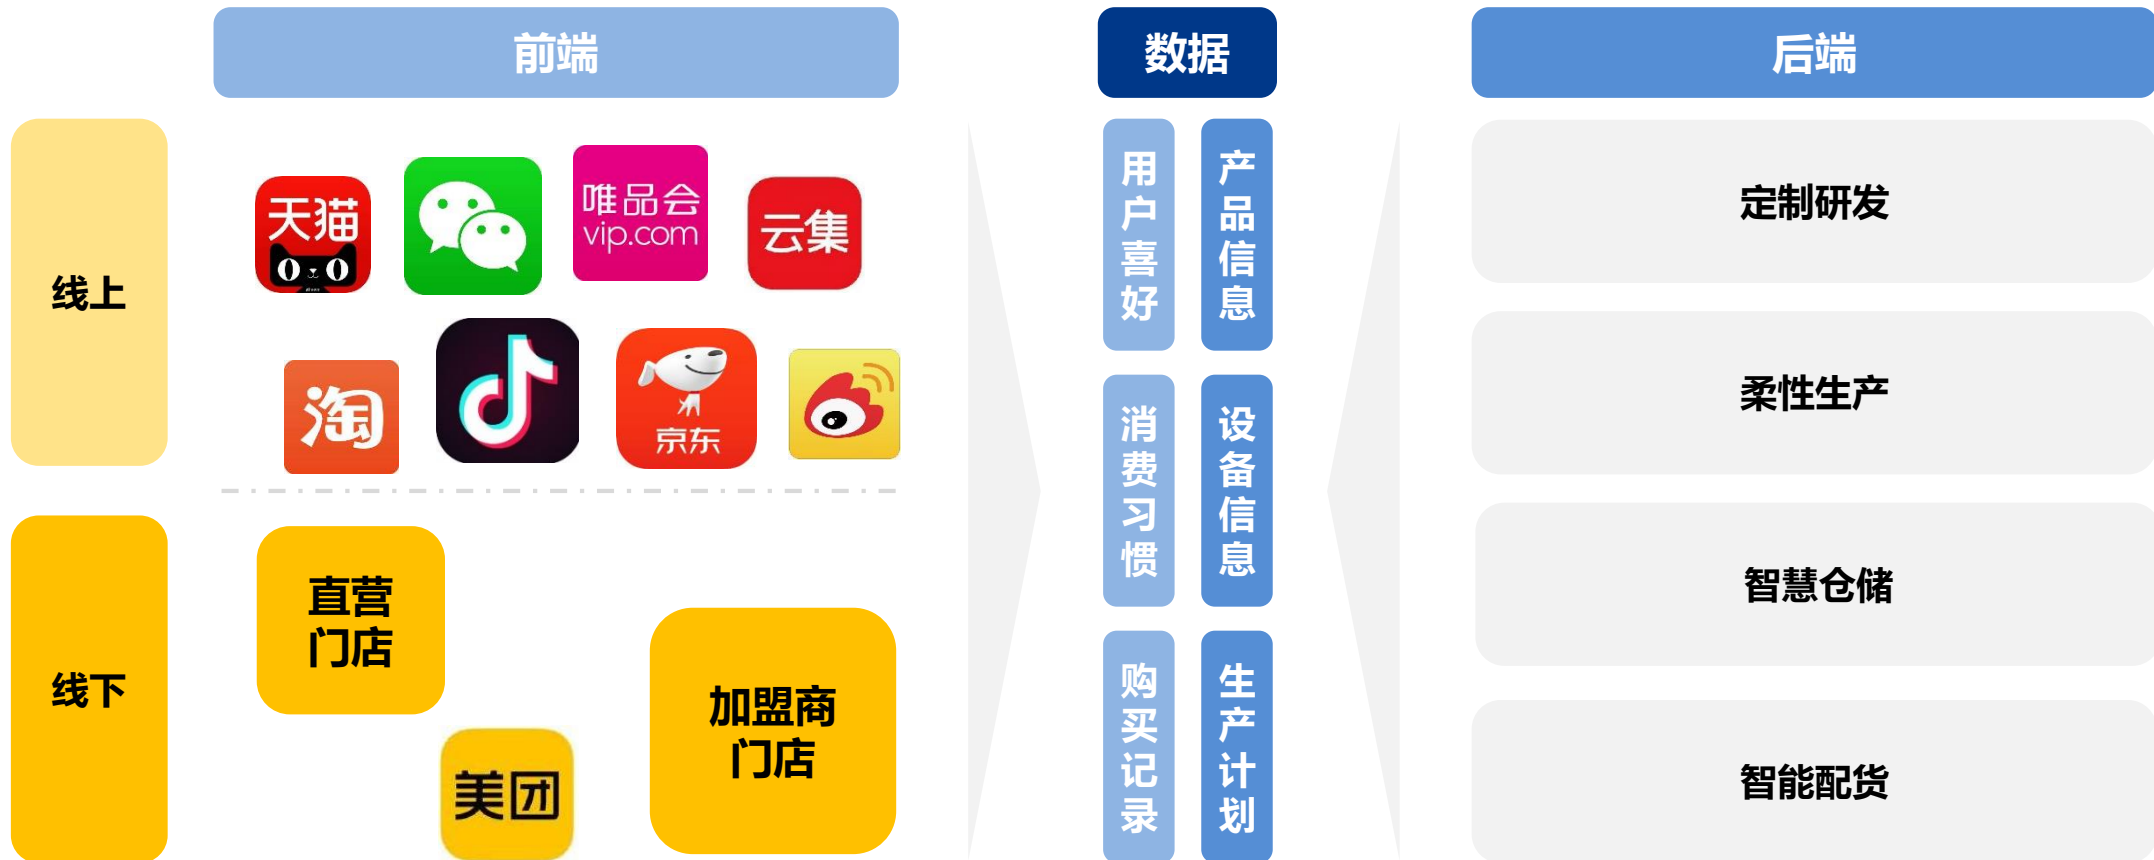 前端
数据
后端
线上
天猫
唯品会
vip.com
云集
淘
京东
线下
直营
门店
美团
加盟商
门店
用户喜好
产品信息
消费习惯
设备信息
购买记录
生产计划
定制研发
柔性生产
智慧仓储
智能配货